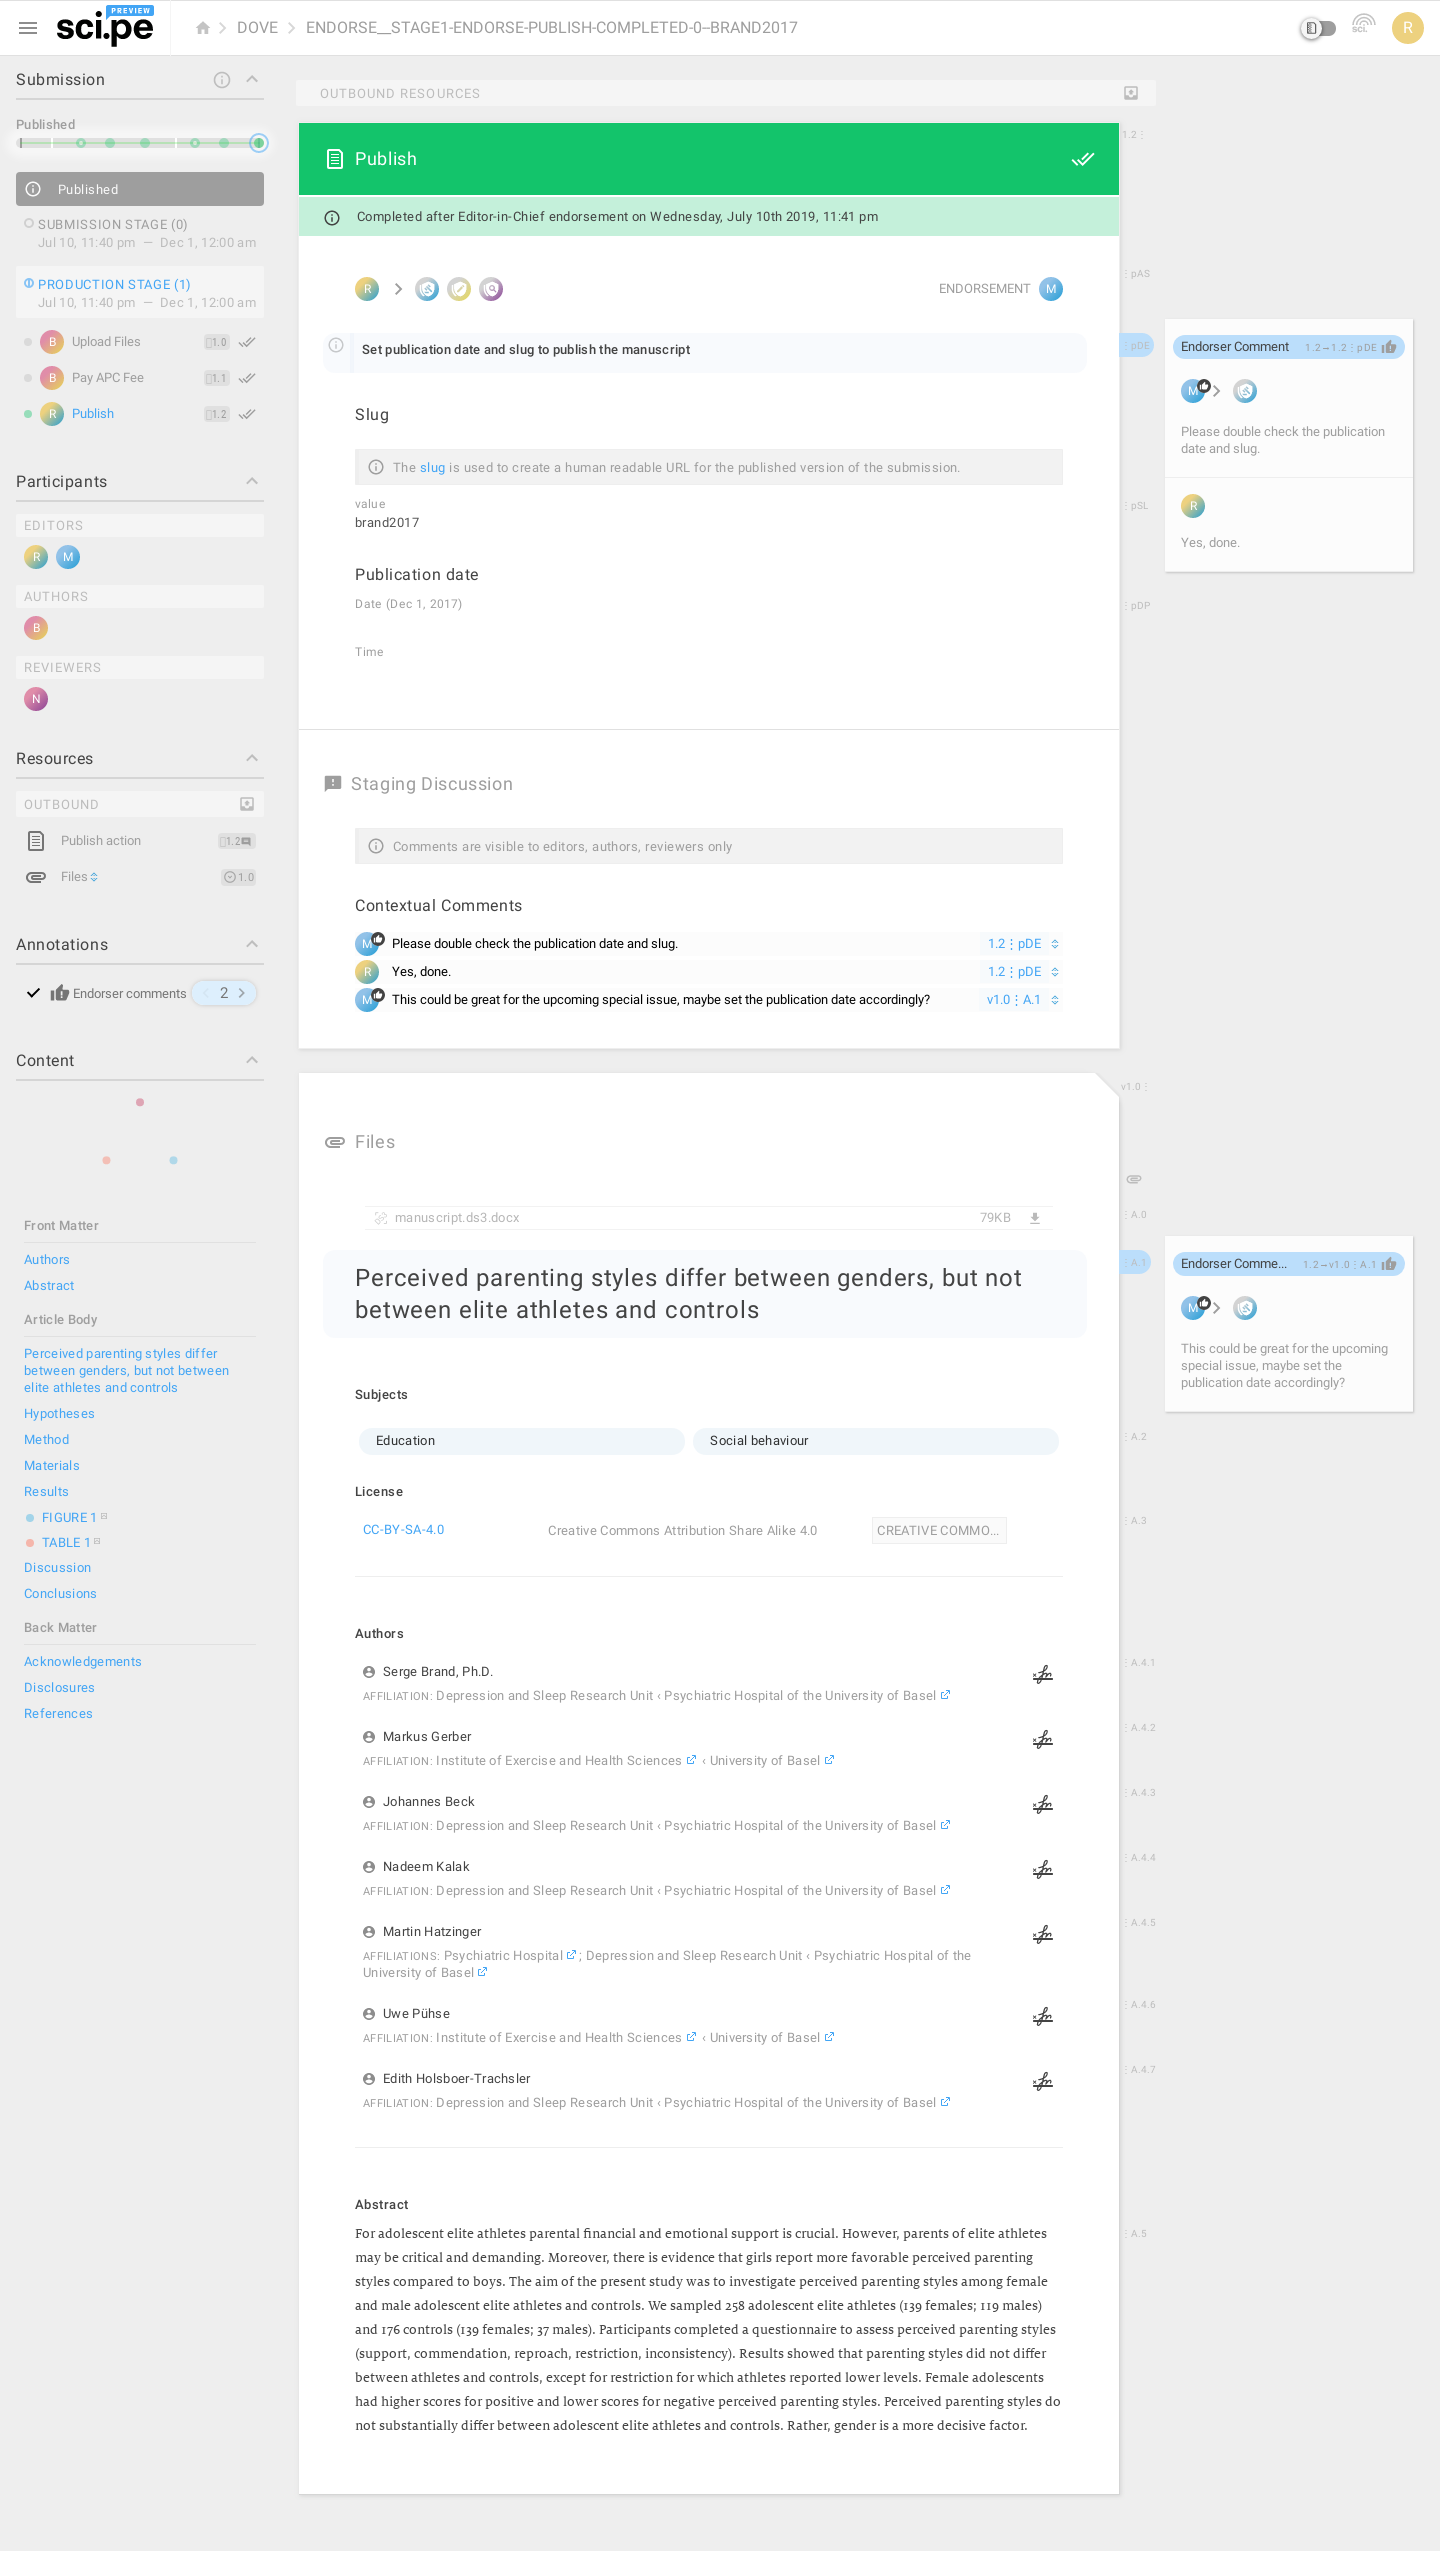 sci.pe PREVIEW
DOVE
ENDORSE__STAGE1-ENDORSE-PUBLISH-COMPLETED-0--BRAND2017
SCI.
R
Submission
Published
Published
SUBMISSION STAGE (0)
Jul 10, 11:40 pm — Dec 1, 12:00 am
PRODUCTION STAGE (1)
Jul 10, 11:40 pm — Dec 1, 12:00 am
B Upload Files 1.0
B Pay APC Fee 1.1
R Publish 1.2
Participants
EDITORS
R M
AUTHORS
B
REVIEWERS
N
Resources
OUTBOUND
Publish action 1.2
Files 1.0
Annotations
Endorser comments 2
Content
Front Matter
Authors
Abstract
Article Body
Perceived parenting styles differ
between genders, but not between
elite athletes and controls
Hypotheses
Method
Materials
Results
FIGURE 1
TABLE 1
Discussion
Conclusions
Back Matter
Acknowledgements
Disclosures
References
OUTBOUND RESOURCES
1.2⋮
Publish
Completed after Editor-in-Chief endorsement on Wednesday, July 10th 2019, 11:41 pm
⋮pAS
R ENDORSEMENT M
⋮pDE
Set publication date and slug to publish the manuscript
Slug
The slug is used to create a human readable URL for the published version of the submission.
⋮pSL
value
brand2017
Publication date
⋮pDP
Date (Dec 1, 2017)
Time
Staging Discussion
Comments are visible to editors, authors, reviewers only
Contextual Comments
M Please double check the publication date and slug. 1.2⋮pDE
R Yes, done. 1.2⋮pDE
M This could be great for the upcoming special issue, maybe set the publication date accordingly? v1.0⋮A.1
Endorser Comment 1.2→1.2⋮pDE
M
Please double check the publication
date and slug.
R
Yes, done.
v1.0⋮
Files
manuscript.ds3.docx 79KB
⋮A.0
⋮A.1
Perceived parenting styles differ between genders, but not
between elite athletes and controls
Endorser Comme... 1.2→v1.0⋮A.1
M
This could be great for the upcoming
special issue, maybe set the
publication date accordingly?
Subjects
⋮A.2
Education Social behaviour
License
⋮A.3
CC-BY-SA-4.0 Creative Commons Attribution Share Alike 4.0 CREATIVE COMMO...
Authors
⋮A.4.1
Serge Brand, Ph.D.
AFFILIATION: Depression and Sleep Research Unit ‹ Psychiatric Hospital of the University of Basel
⋮A.4.2
Markus Gerber
AFFILIATION: Institute of Exercise and Health Sciences ‹ University of Basel
⋮A.4.3
Johannes Beck
AFFILIATION: Depression and Sleep Research Unit ‹ Psychiatric Hospital of the University of Basel
⋮A.4.4
Nadeem Kalak
AFFILIATION: Depression and Sleep Research Unit ‹ Psychiatric Hospital of the University of Basel
⋮A.4.5
Martin Hatzinger
AFFILIATIONS: Psychiatric Hospital ; Depression and Sleep Research Unit ‹ Psychiatric Hospital of the
University of Basel
⋮A.4.6
Uwe Pühse
AFFILIATION: Institute of Exercise and Health Sciences ‹ University of Basel
⋮A.4.7
Edith Holsboer-Trachsler
AFFILIATION: Depression and Sleep Research Unit ‹ Psychiatric Hospital of the University of Basel
Abstract
⋮A.5
For adolescent elite athletes parental financial and emotional support is crucial. However, parents of elite athletes
may be critical and demanding. Moreover, there is evidence that girls report more favorable perceived parenting
styles compared to boys. The aim of the present study was to investigate perceived parenting styles among female
and male adolescent elite athletes and controls. We sampled 258 adolescent elite athletes (139 females; 119 males)
and 176 controls (139 females; 37 males). Participants completed a questionnaire to assess perceived parenting styles
(support, commendation, reproach, restriction, inconsistency). Results showed that parenting styles did not differ
between athletes and controls, except for restriction for which athletes reported lower levels. Female adolescents
had higher scores for positive and lower scores for negative perceived parenting styles. Perceived parenting styles do
not substantially differ between adolescent elite athletes and controls. Rather, gender is a more decisive factor.